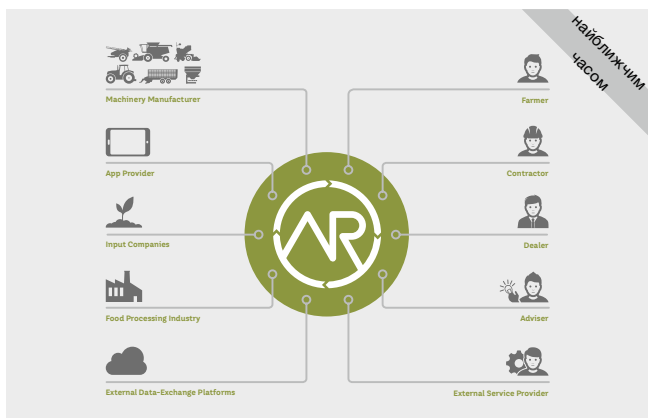 найближчим
часом
Machinery Manufacturer
Farmer
App Provider
Contractor
AR
Input Companies
Dealer
Food Processing Industry
Adviser
External Data-Exchange Platforms
External Service Provider